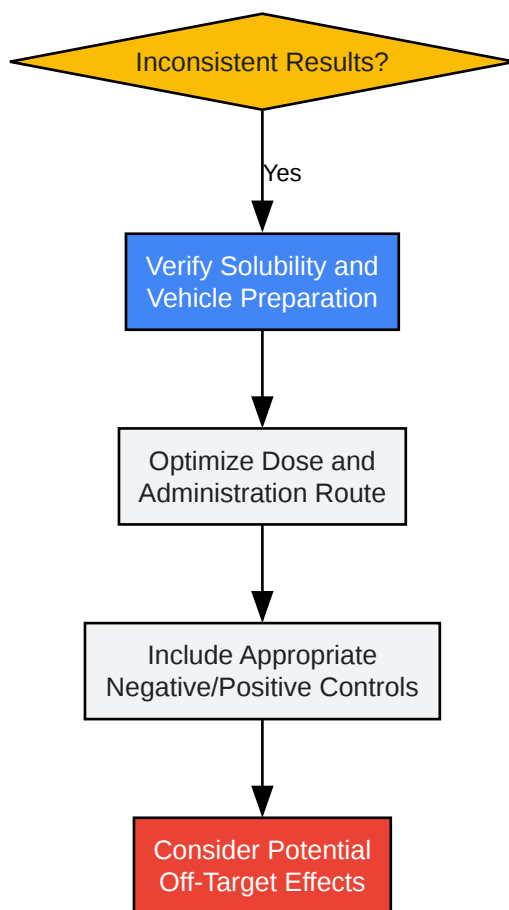 Inconsistent Results?
Yes
Verify Solubility and
Vehicle Preparation
Optimize Dose and
Administration Route
Include Appropriate
Negative/Positive Controls
Consider Potential
Off-Target Effects